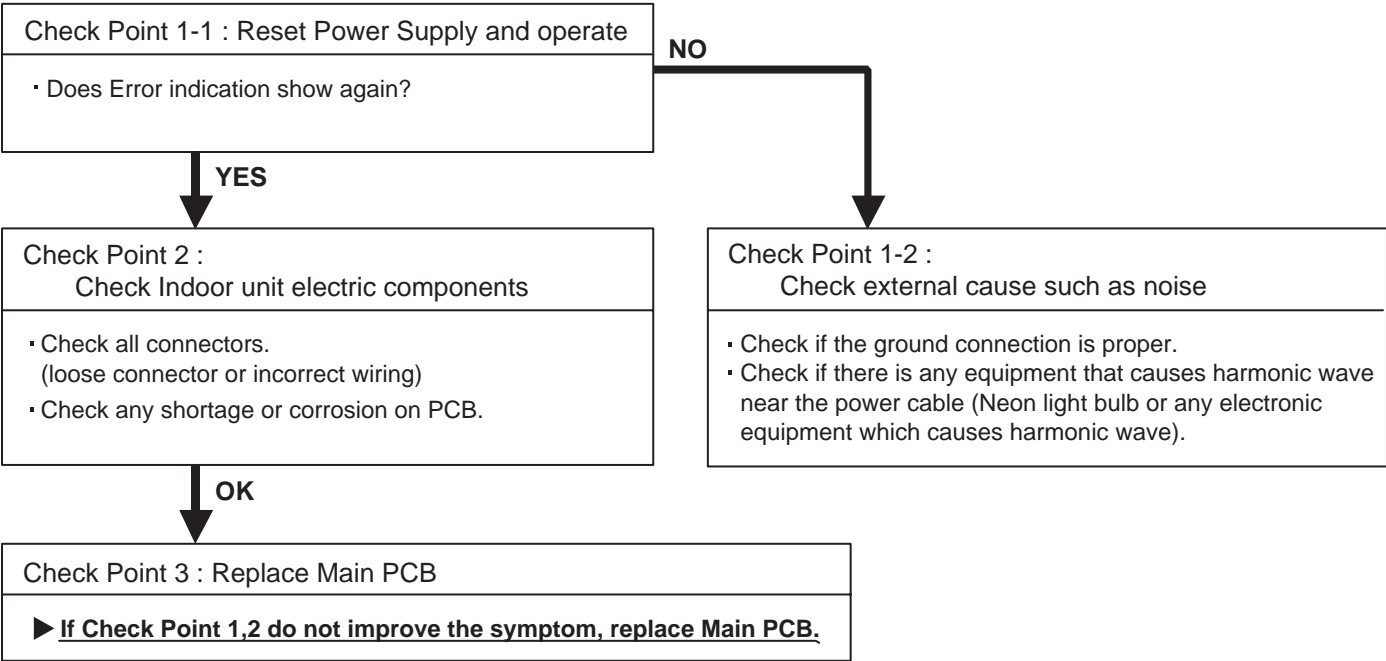 Check Point 1-1 : Reset Power Supply and operate
· Does Error indication show again?
NO
YES
Check Point 2 :
Check Indoor unit electric components
· Check all connectors.
(loose connector or incorrect wiring)
· Check any shortage or corrosion on PCB.
Check Point 1-2 :
Check external cause such as noise
· Check if the ground connection is proper.
· Check if there is any equipment that causes harmonic wave
near the power cable (Neon light bulb or any electronic
equipment which causes harmonic wave).
OK
Check Point 3 : Replace Main PCB
▶ If Check Point 1,2 do not improve the symptom, replace Main PCB.